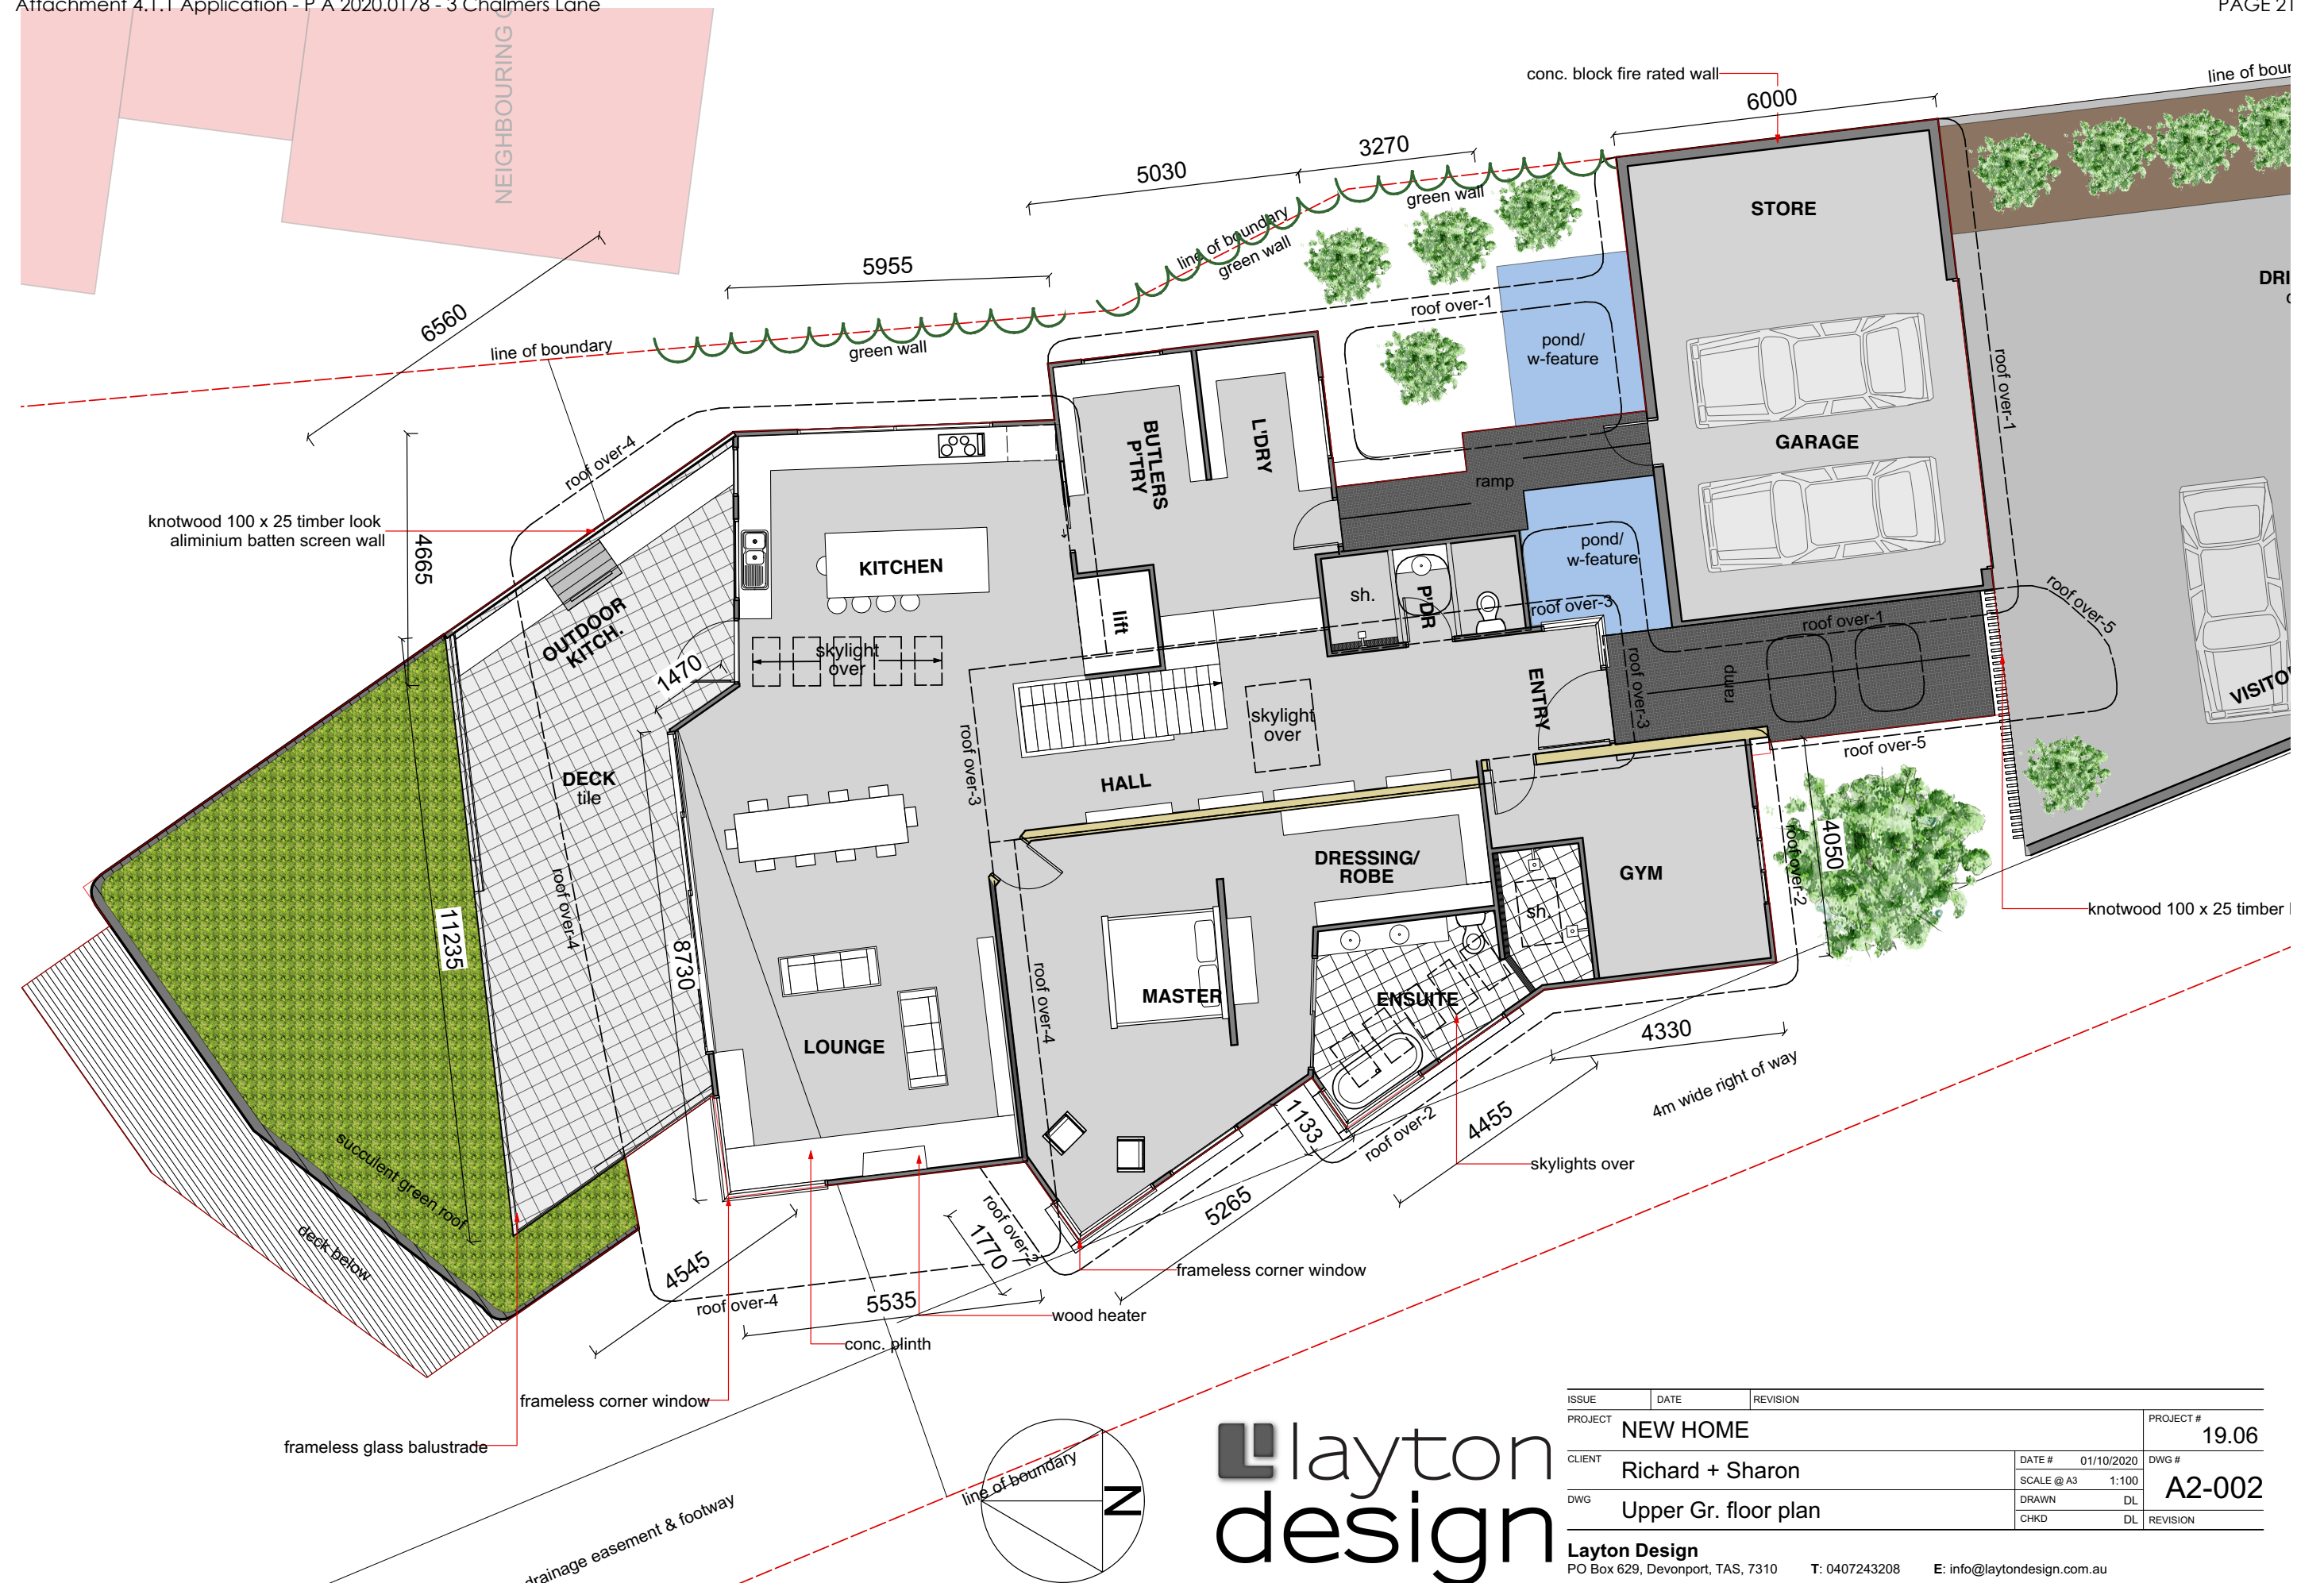 Attachment 4.1.1 Application - P A 2020.0178 - 3 Chalmers Lane
PAGE 21
NEIGHBOURING
conc. block fire rated wall
line of
6000
3270
5030
5955
6560
STORE
green wall
line of boundary
green wall
line of boundary
green wall
roof over-1
pond/
w-feature
roof over-1
GARAGE
roof over-4
BUTLERS
P'TRY
L'DRY
ramp
knotwood 100 x 25 timber look
aliminium batten screen wall
4665
KITCHEN
pond/
w-feature
OUTDOOR
KITCH.
lift
sh.
P'DR
roof over-3
roof over-1
roof over-5
skylight
over
1470
ENTRY
roof over-3
ramp
skylight
over
roof over-5
DECK
tile
roof over-3
HALL
DRESSING/
ROBE
GYM
4050
roof over-2
roof over-4
11235
8730
sh.
knotwood 100 x 25 timber
MASTER
ENSUITE
roof over-4
LOUNGE
4330
4m wide right of way
1133
roof over-2
4455
succulent green roof
deck below
skylights over
5265
roof over-2
1770
4545
roof over-4
5535
frameless corner window
wood heater
conc. plinth
frameless corner window
frameless glass balustrade
line of boundary
N
drainage easement & footway
layton
design
ISSUE DATE REVISION
PROJECT NEW HOME PROJECT # 19.06
CLIENT Richard + Sharon DATE # 01/10/2020 DWG #
SCALE @ A3 1:100 A2-002
DWG Upper Gr. floor plan DRAWN DL
CHKD DL REVISION
Layton Design
PO Box 629, Devonport, TAS, 7310 T: 0407243208 E: info@laytondesign.com.au